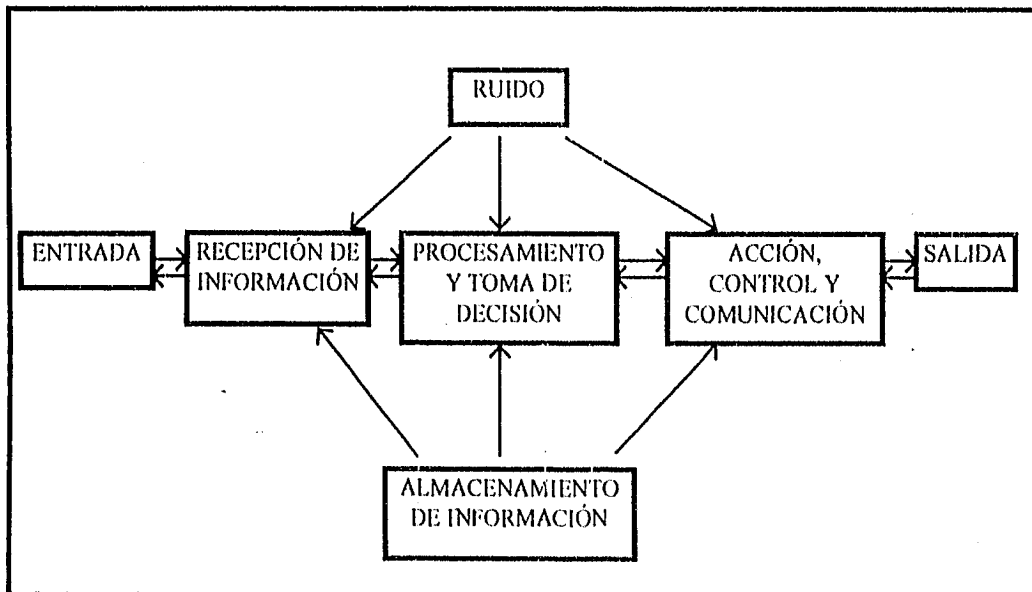 RUIDO
ENTRADA
RECEPCIÓN DE
INFORMACIÓN
PROCESAMIENTO
Y TOMA DE
DECISIÓN
ACCIÓN,
CONTROL Y
COMUNICACIÓN
SALIDA
ALMACENAMIENTO
DE INFORMACIÓN